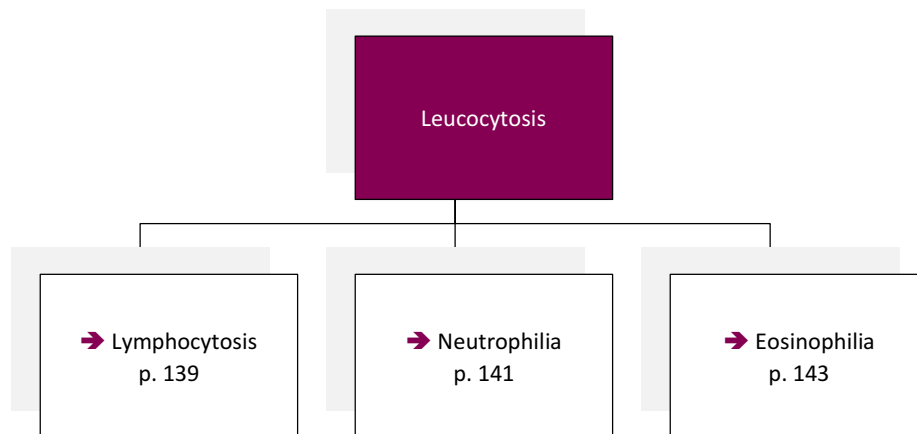 Leucocytosis
➔ Lymphocytosis
p. 139
➔ Neutrophilia
p. 141
➔ Eosinophilia
p. 143